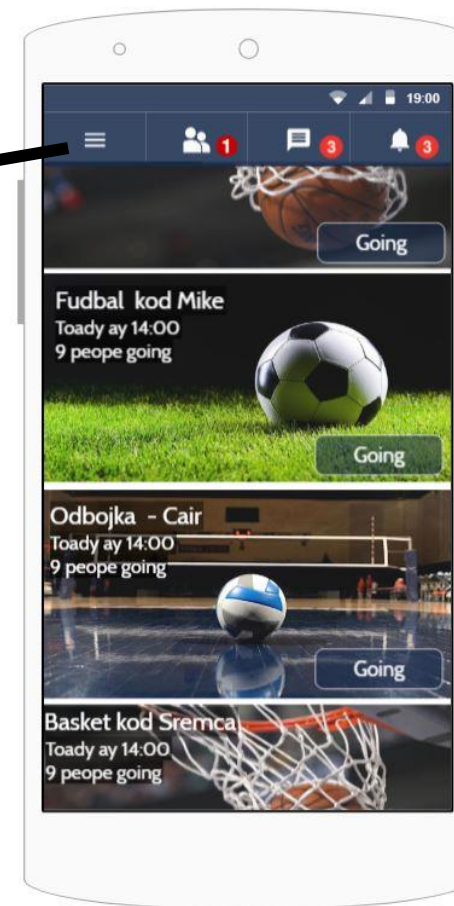 19:00
1
3
3
Going
Fudbal kod Mike
Toady ay 14:00
9 peope going
Going
Odbojka - Cair
Toady ay 14:00
9 peope going
Going
Basket kod Sremca
Toady ay 14:00
9 peope going